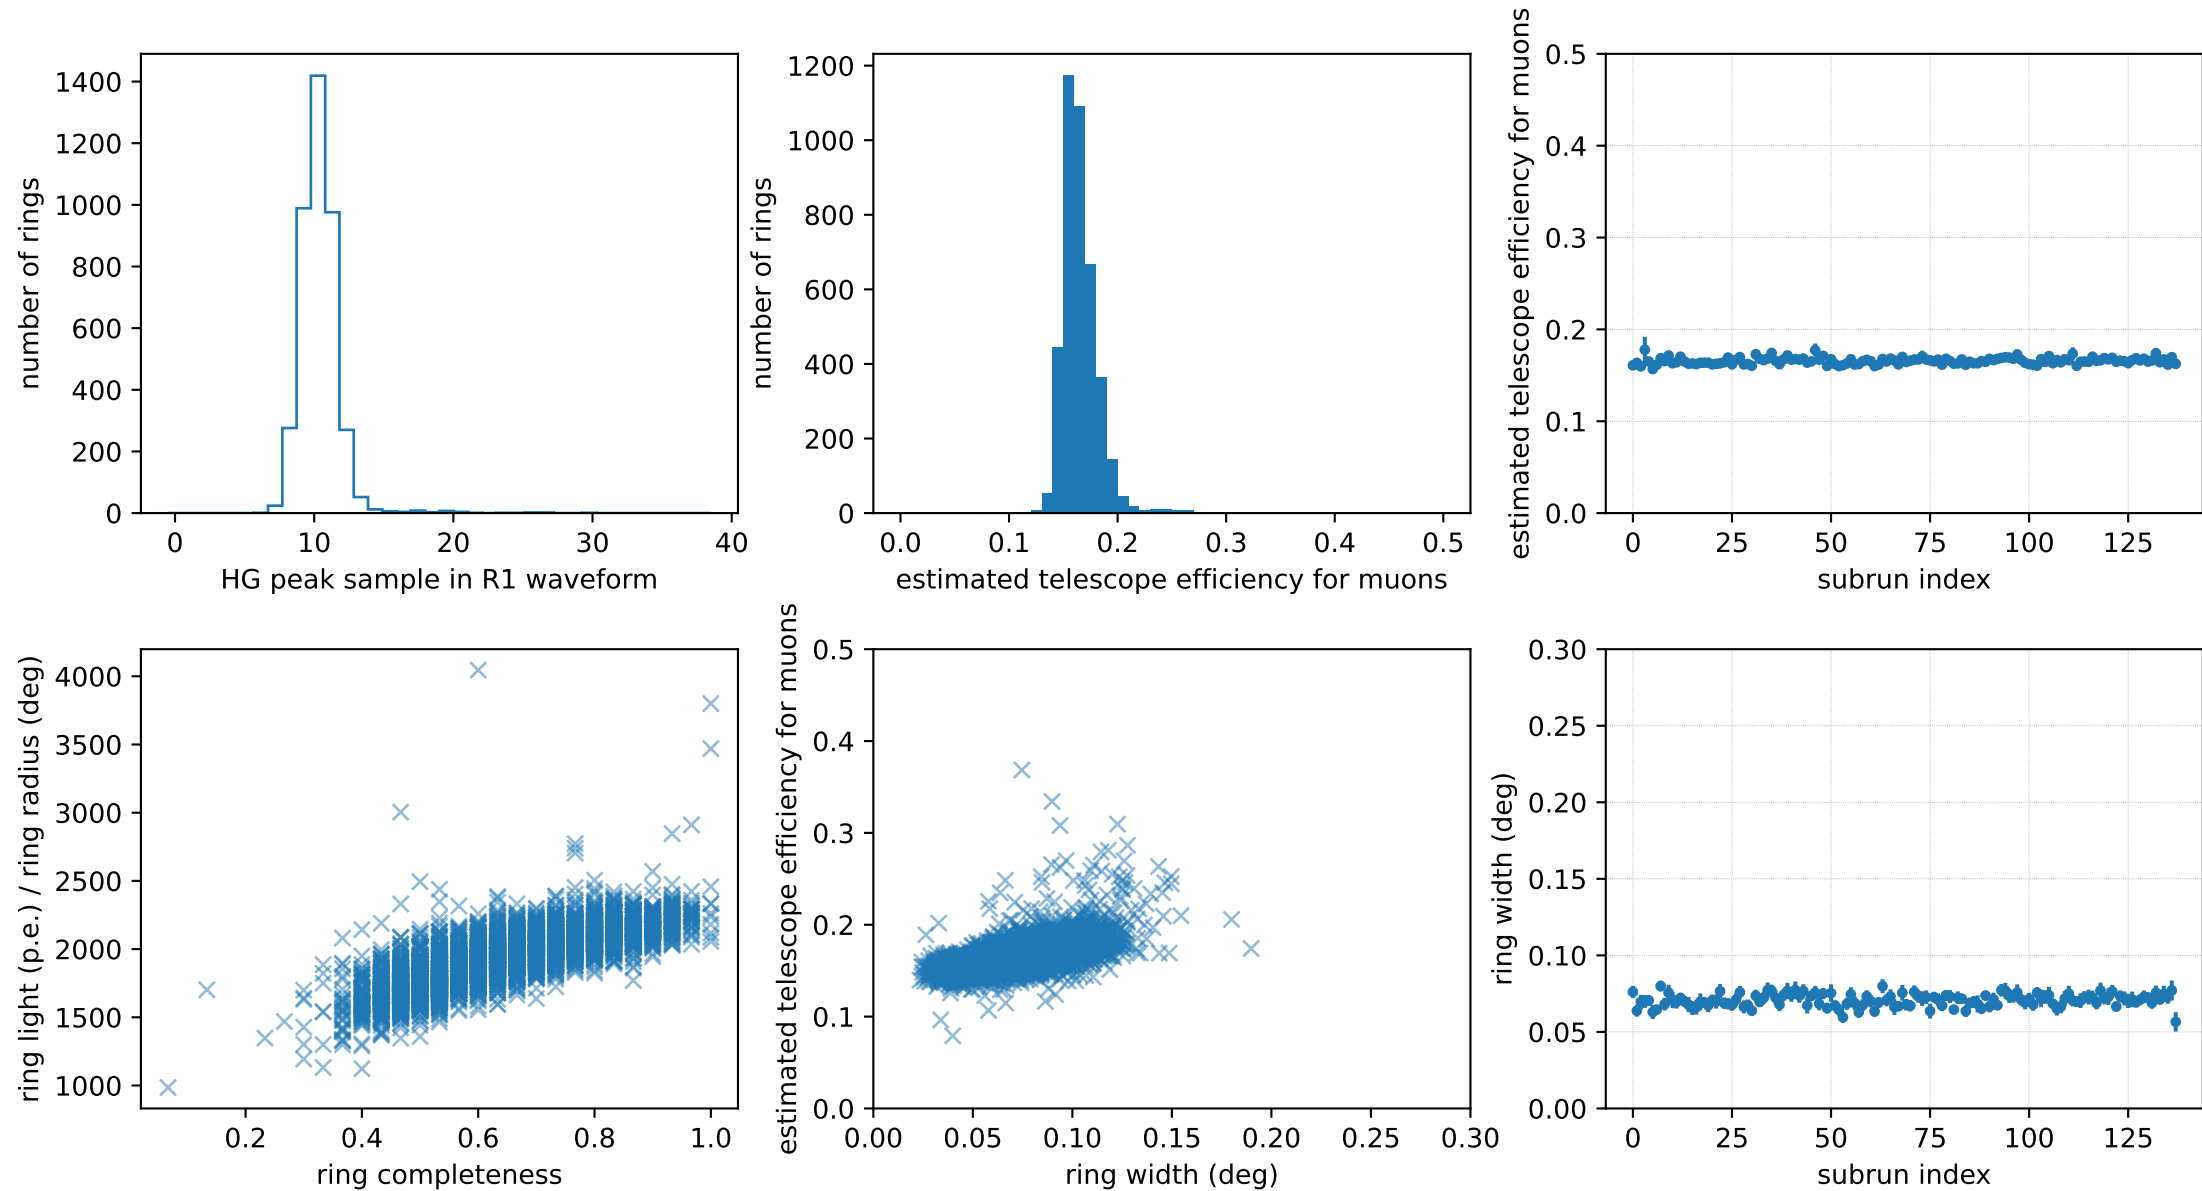 number of rings
1400
1200
1000
800
600
400
200
0
0 10 20 30 40
HG peak sample in R1 waveform
number of rings
1200
1000
800
600
400
200
0
0.0 0.1 0.2 0.3 0.4 0.5
estimated telescope efficiency for muons
estimated telescope efficiency for muons
0.5
0.4
0.3
0.2
0.1
0.0
0 25 50 75 100 125
subrun index
ring light (p.e.) / ring radius (deg)
4000
3500
3000
2500
2000
1500
1000
0.2 0.4 0.6 0.8 1.0
ring completeness
estimated telescope efficiency for muons
0.5
0.4
0.3
0.2
0.1
0.0
0.00 0.05 0.10 0.15 0.20 0.25 0.30
ring width (deg)
ring width (deg)
0.30
0.25
0.20
0.15
0.10
0.05
0.00
0 25 50 75 100 125
subrun index